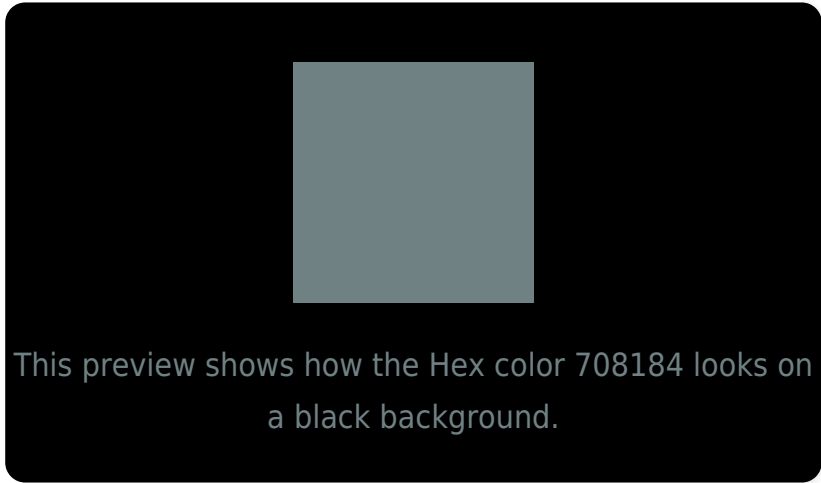 This preview shows how the Hex color 708184 looks on
a black background.